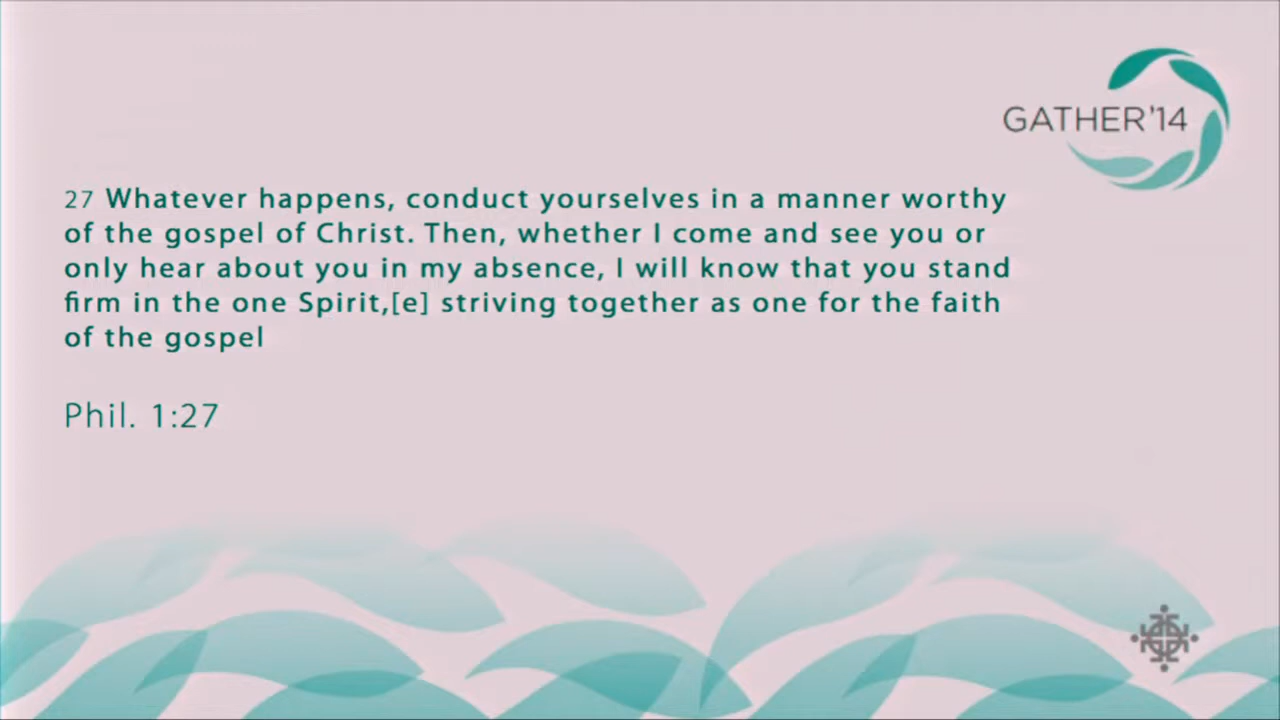 GATHER'14
27 Whatever happens, conduct yourselves in a manner worthy
of the gospel of Christ. Then, whether I come and see you or
only hear about you in my absence, I will know that you stand
firm in the one Spirit,[e] striving together as one for the faith
of the gospel
Phil. 1:27